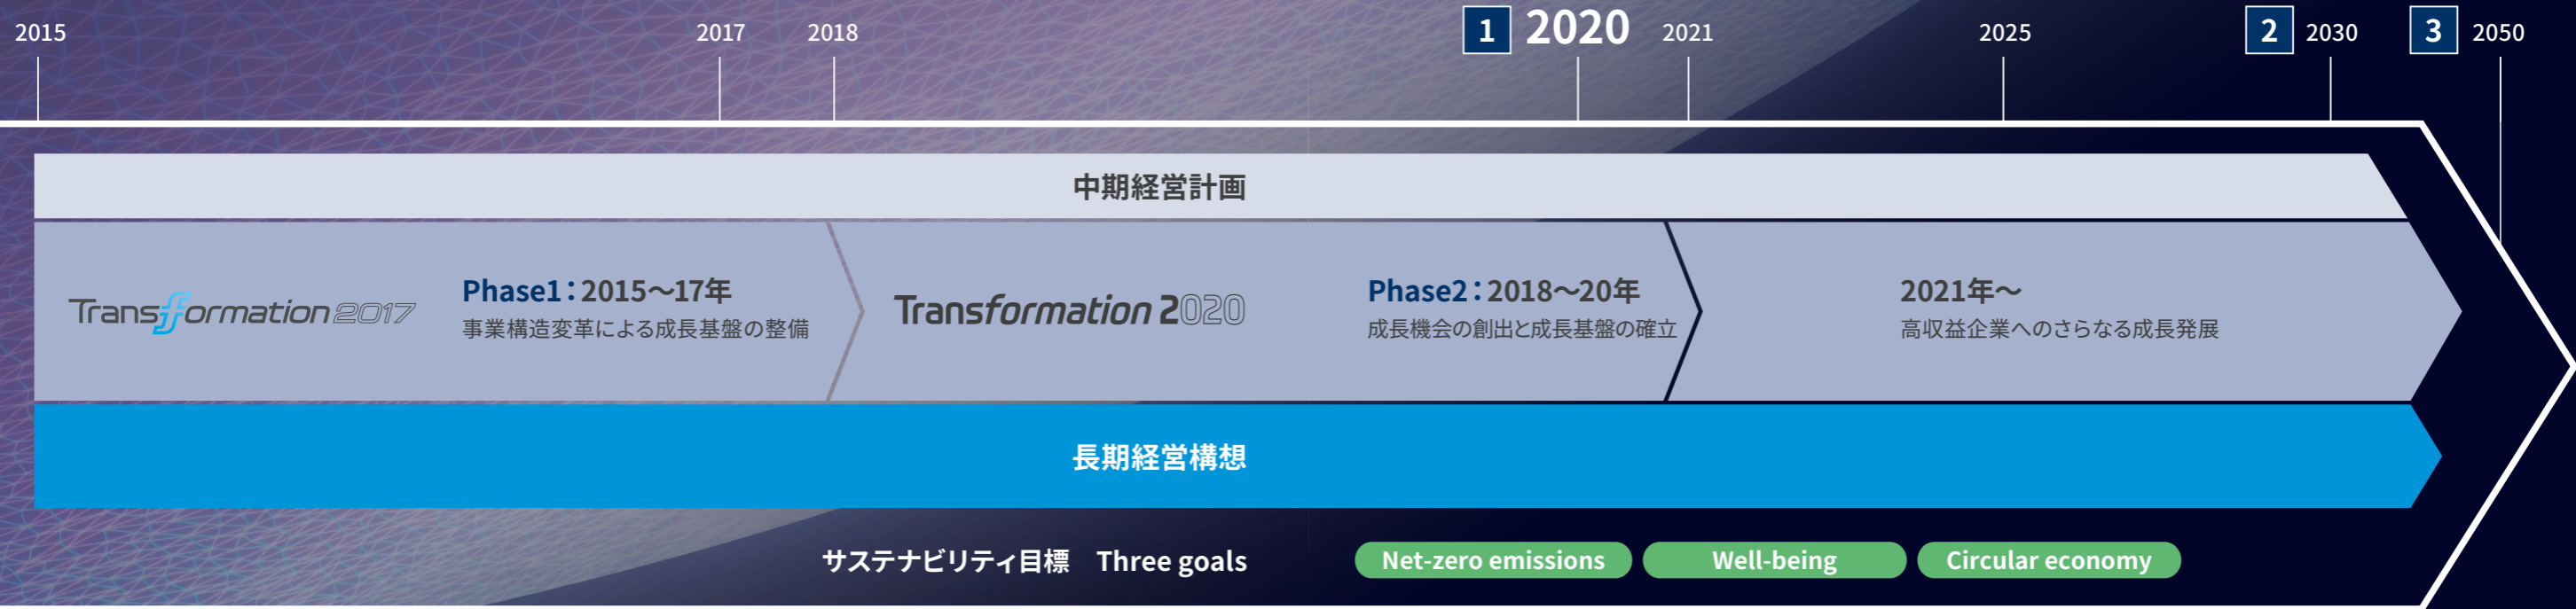 2015 2017 2018 1 2020 2021 2025 2 2030 3 2050
中期経営計画
Transformation 2017
Phase1：2015～17年
事業構造変革による成長基盤の整備
Transformation 2020
Phase2：2018～20年
成長機会の創出と成長基盤の確立
2021年～
高収益企業へのさらなる成長発展
長期経営構想
サステナビリティ目標 Three goals
Net-zero emissions
Well-being
Circular economy